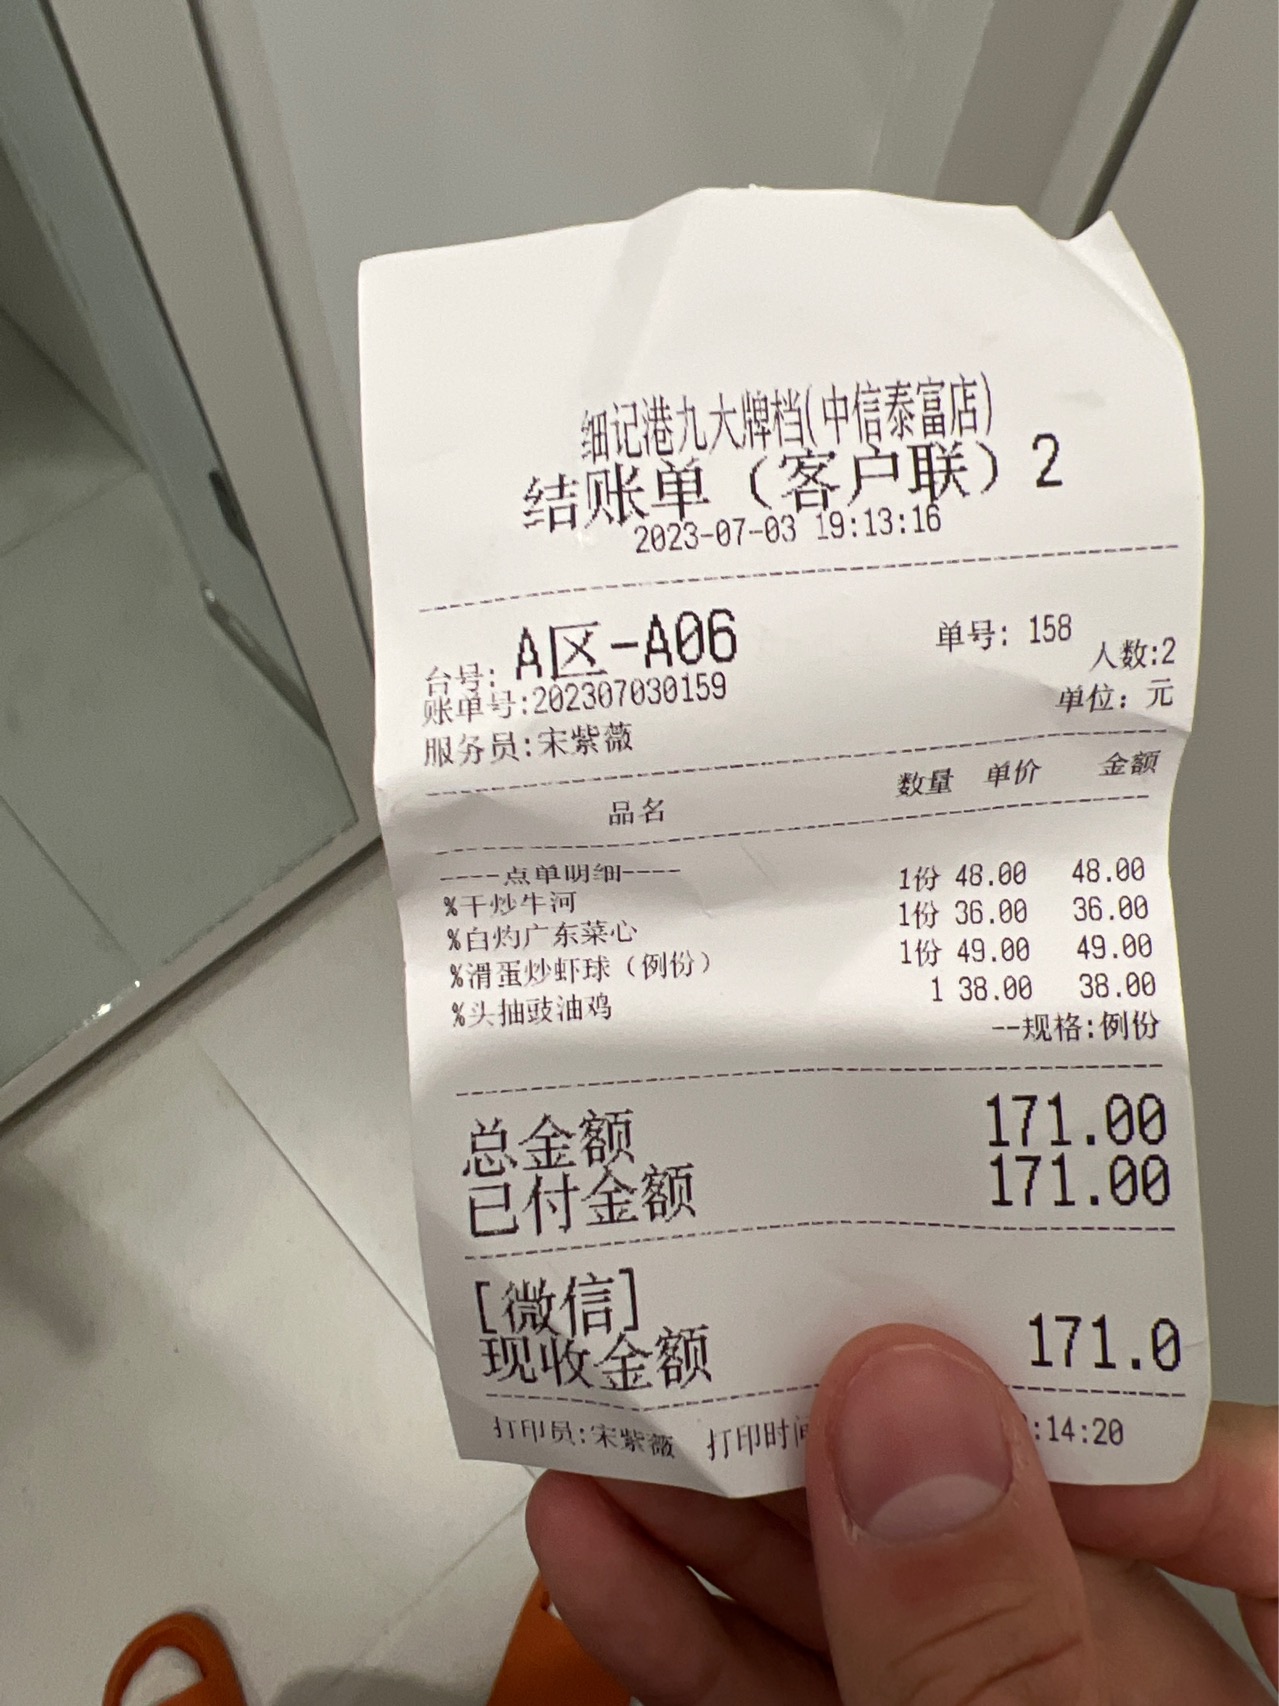 细记港九大牌档(中信泰富店)
结账单（客户联）2
2023-07-03 19:13:16
台号: A区-A06 单号: 158
人数:2
账单号:202307030159 单位: 元
服务员:宋紫薇
品名 数量 单价 金额
----点单明细----
%干炒牛河 1份 48.00 48.00
%白灼广东菜心 1份 36.00 36.00
%滑蛋炒虾球（例份） 1份 49.00 49.00
%头抽豉油鸡 1 38.00 38.00
--规格:例份
总金额 171.00
已付金额 171.00
[微信]
现收金额 171.0
打印员:宋紫薇 打印时间 :14:20